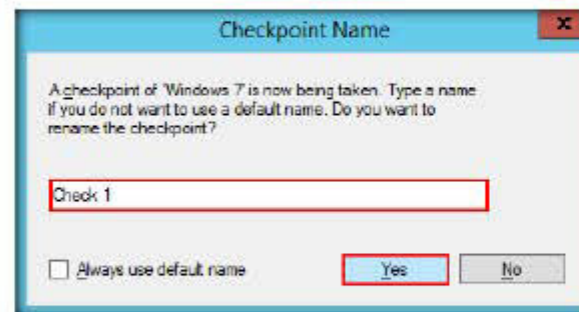 Checkpoint Name
x
A checkpoint of 'Windows 7' is now being taken. Type a name
if you do not want to use a default name. Do you want to
rename the checkpoint?
Check 1
Always use default name
Yes
No